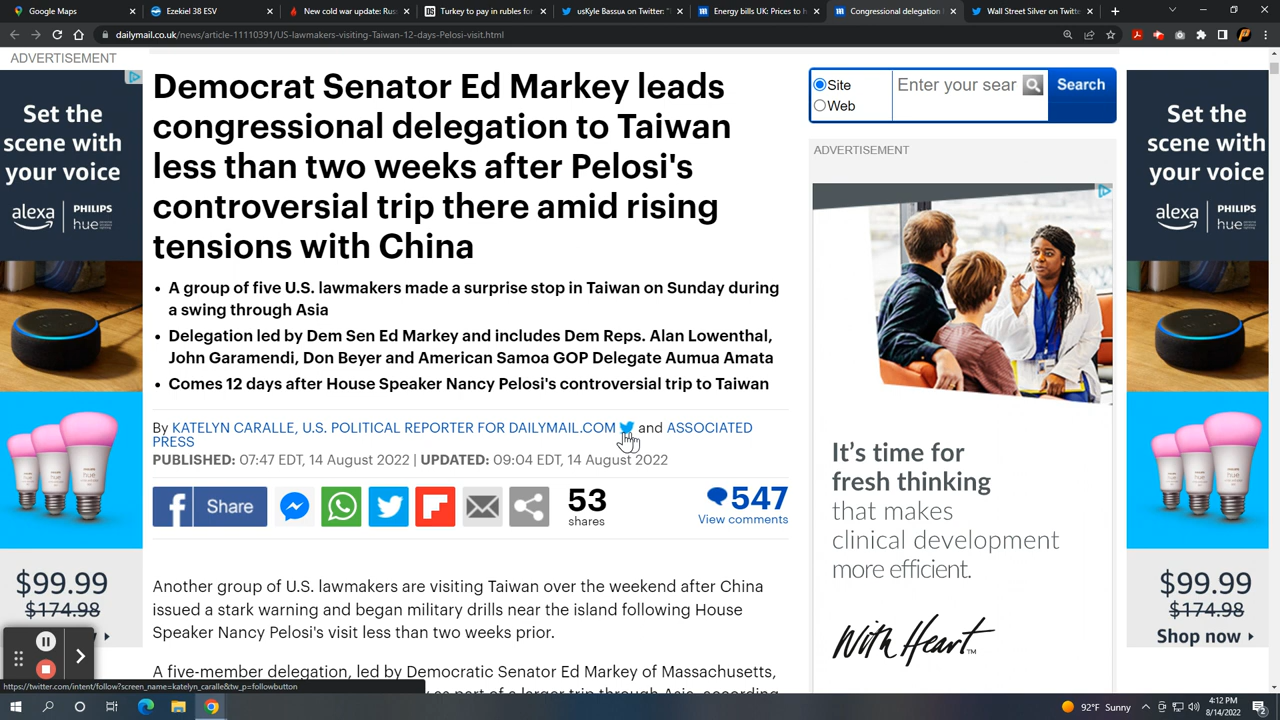 Google Maps
Ezekiel 38 ESV
New cold war update: Rus
Turkey to pay rubles for
usKyle Bassua on Twitter: "
Energy bills UK: Prices to h
Congressional delegation t
Wall Street Silver on Twitte
dailymail.co.uk/news/article-11110391/US-lawmakers-visiting-Taiwan-12-days-Pelosi-visit.html
ADVERTISEMENT
Set the
scene with
your voice
alexa
PHILIPS
hue
$99.99
$174.98
Democrat Senator Ed Markey leads
congressional delegation to Taiwan
less than two weeks after Pelosi's
controversial trip there amid rising
tensions with China
• A group of five U.S. lawmakers made a surprise stop in Taiwan on Sunday during
a swing through Asia
• Delegation led by Dem Sen Ed Markey and includes Dem Reps. Alan Lowenthal,
John Garamendi, Don Beyer and American Samoa GOP Delegate Aumua Amata
• Comes 12 days after House Speaker Nancy Pelosi's controversial trip to Taiwan
By KATELYN CARALLE, U.S. POLITICAL REPORTER FOR DAILYMAIL.COM and ASSOCIATED
PRESS
PUBLISHED: 07:47 EDT, 14 August 2022 | UPDATED: 09:04 EDT, 14 August 2022
Share
53
shares
547
View comments
Another group of U.S. lawmakers are visiting Taiwan over the weekend after China
issued a stark warning and began military drills near the island following House
Speaker Nancy Pelosi's visit less than two weeks prior.
A five-member delegation, led by Democratic Senator Ed Markey of Massachusetts,
as part of a larger trip through Asia, according
Site
Web
Enter your sear
Search
ADVERTISEMENT
It's time for
fresh thinking
that makes
clinical development
more efficient.
With Heart™
Set the
scene with
your voice
alexa
PHILIPS
hue
$99.99
$174.98
Shop now
https://twitter.com/intent/follow?screen_name=katelyn_caralle&tw_p=followbutton
92°F Sunny
4:12 PM
8/14/2022
2